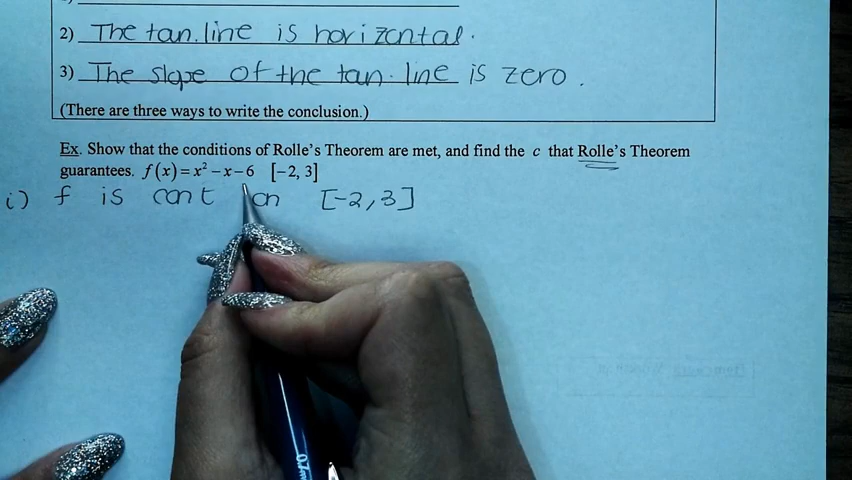 2) The tan. line is horizontal.
3) The slope of the tan. line is zero.
(There are three ways to write the conclusion.)
Ex. Show that the conditions of Rolle's Theorem are met, and find the c that Rolle's Theorem
guarantees. f(x) = x² − x − 6 [−2, 3]
i) f is cont on [-2, 3]